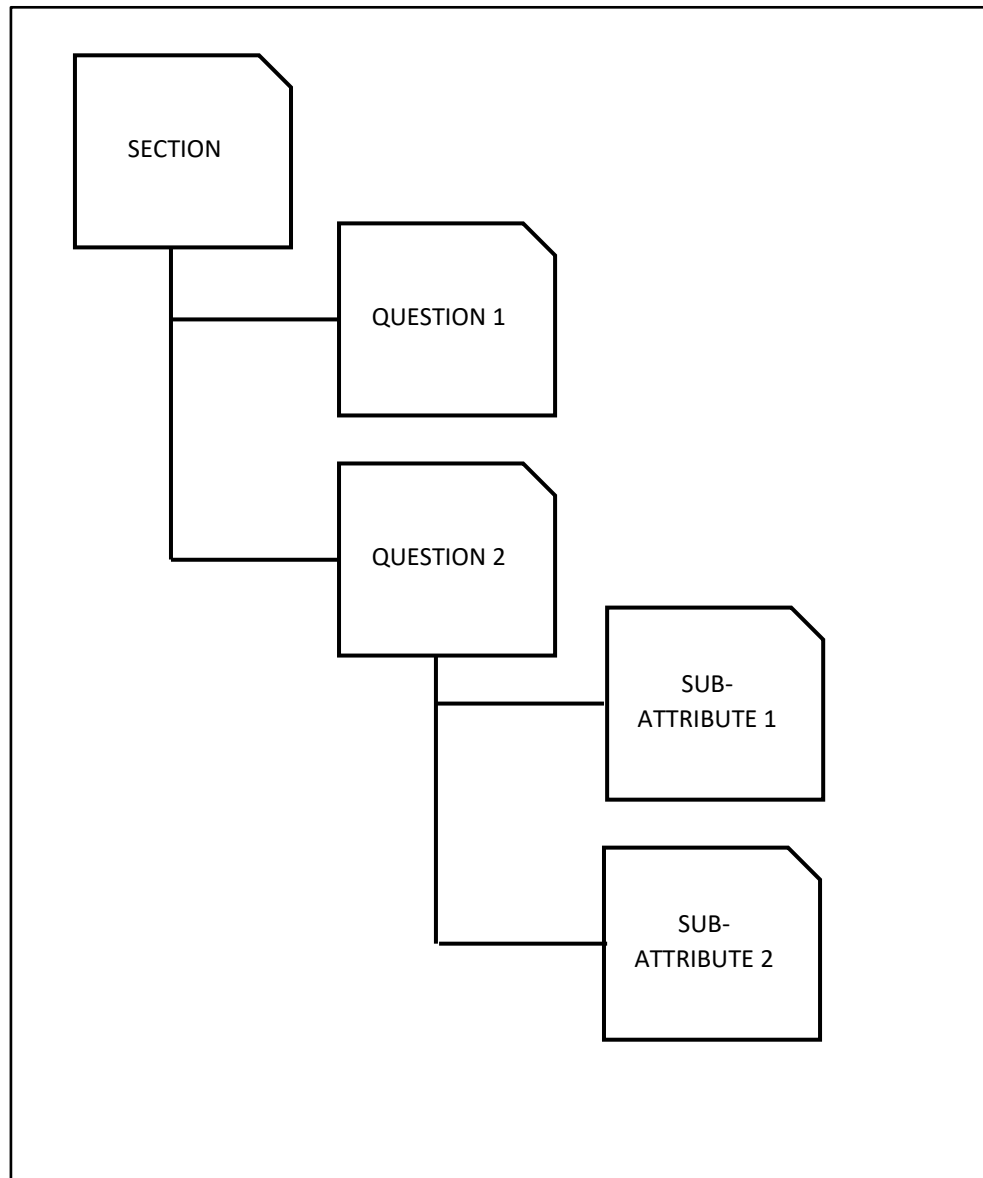 SECTION
QUESTION 1
QUESTION 2
SUB-
ATTRIBUTE 1
SUB-
ATTRIBUTE 2